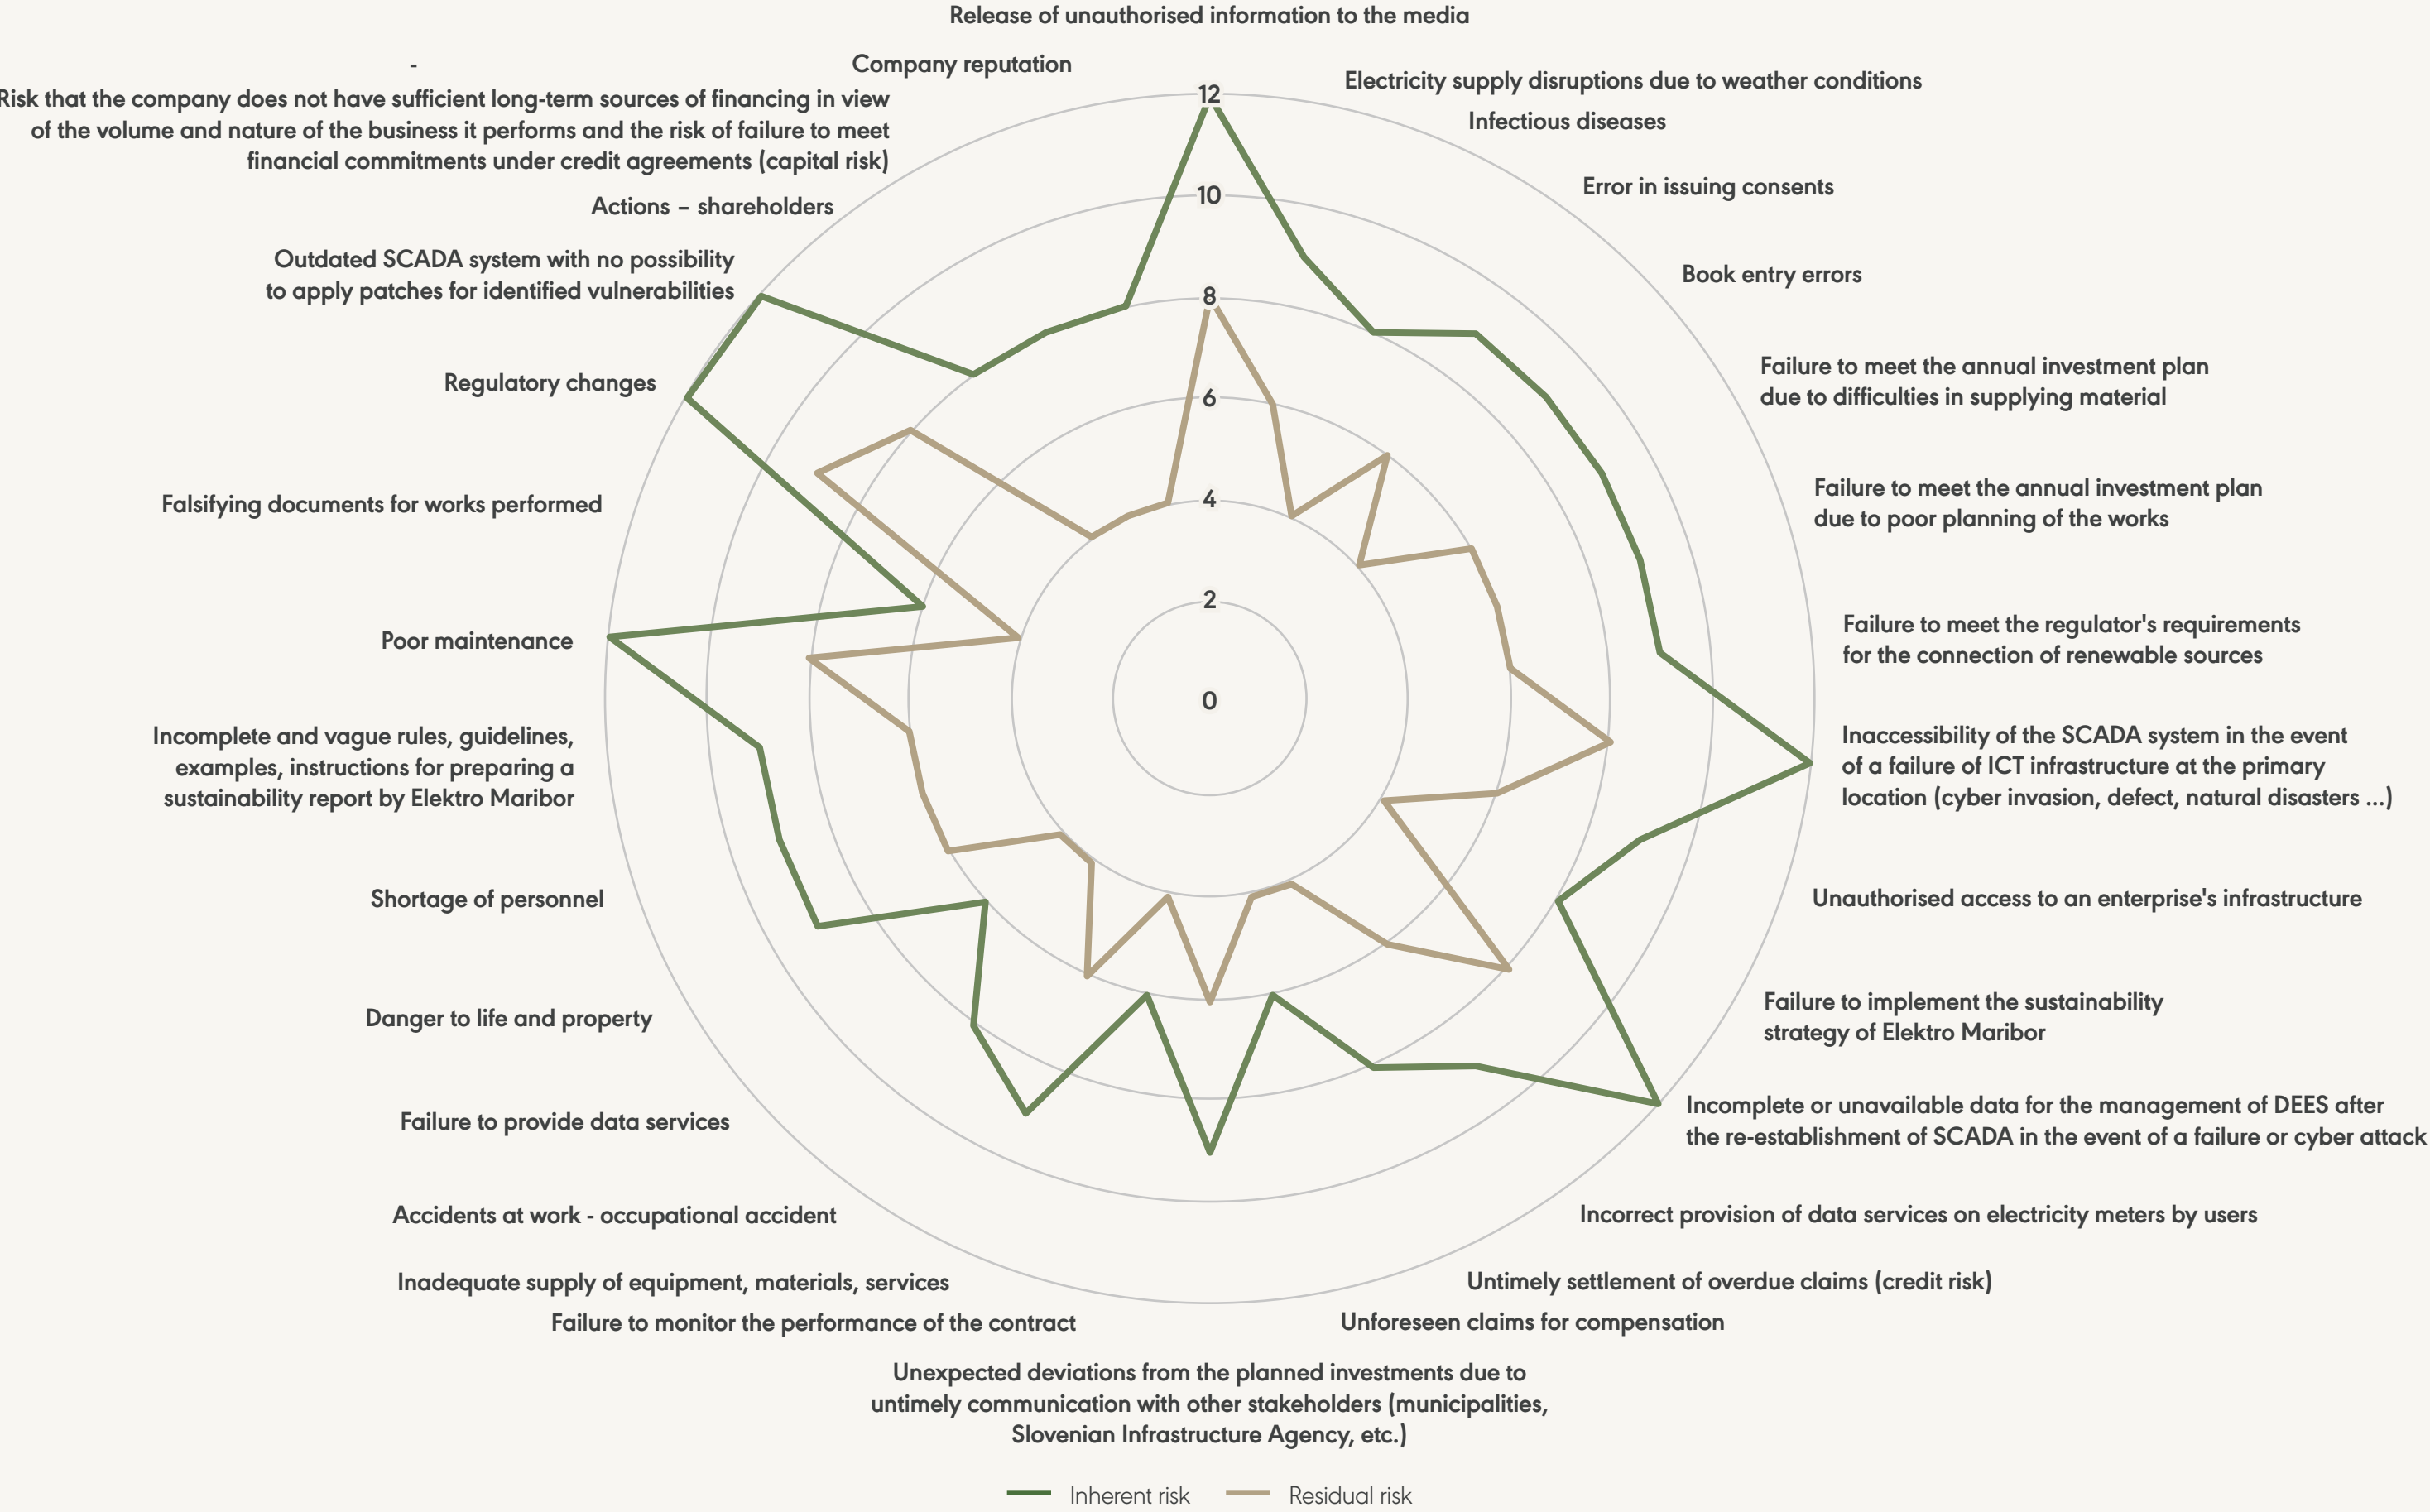 Release of unauthorised information to the media
-
Company reputation
Risk that the company does not have sufficient long-term sources of financing in view
of the volume and nature of the business it performs and the risk of failure to meet
financial commitments under credit agreements (capital risk)
Actions – shareholders
Outdated SCADA system with no possibility
to apply patches for identified vulnerabilities
Regulatory changes
Falsifying documents for works performed
Poor maintenance
Incomplete and vague rules, guidelines,
examples, instructions for preparing a
sustainability report by Elektro Maribor
Shortage of personnel
Danger to life and property
Failure to provide data services
Accidents at work - occupational accident
Inadequate supply of equipment, materials, services
Failure to monitor the performance of the contract
12
10
8
6
4
2
0
Electricity supply disruptions due to weather conditions
Infectious diseases
Error in issuing consents
Book entry errors
Failure to meet the annual investment plan
due to difficulties in supplying material
Failure to meet the annual investment plan
due to poor planning of the works
Failure to meet the regulator's requirements
for the connection of renewable sources
Inaccessibility of the SCADA system in the event
of a failure of ICT infrastructure at the primary
location (cyber invasion, defect, natural disasters ...)
Unauthorised access to an enterprise's infrastructure
Failure to implement the sustainability
strategy of Elektro Maribor
Incomplete or unavailable data for the management of DEES after
the re-establishment of SCADA in the event of a failure or cyber attack
Incorrect provision of data services on electricity meters by users
Untimely settlement of overdue claims (credit risk)
Unforeseen claims for compensation
Unexpected deviations from the planned investments due to
untimely communication with other stakeholders (municipalities,
Slovenian Infrastructure Agency, etc.)
Inherent risk
Residual risk